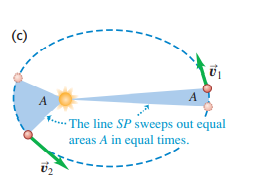 (c)
v⃗₁
A
A
The line SP sweeps out equal
areas A in equal times.
v⃗₂